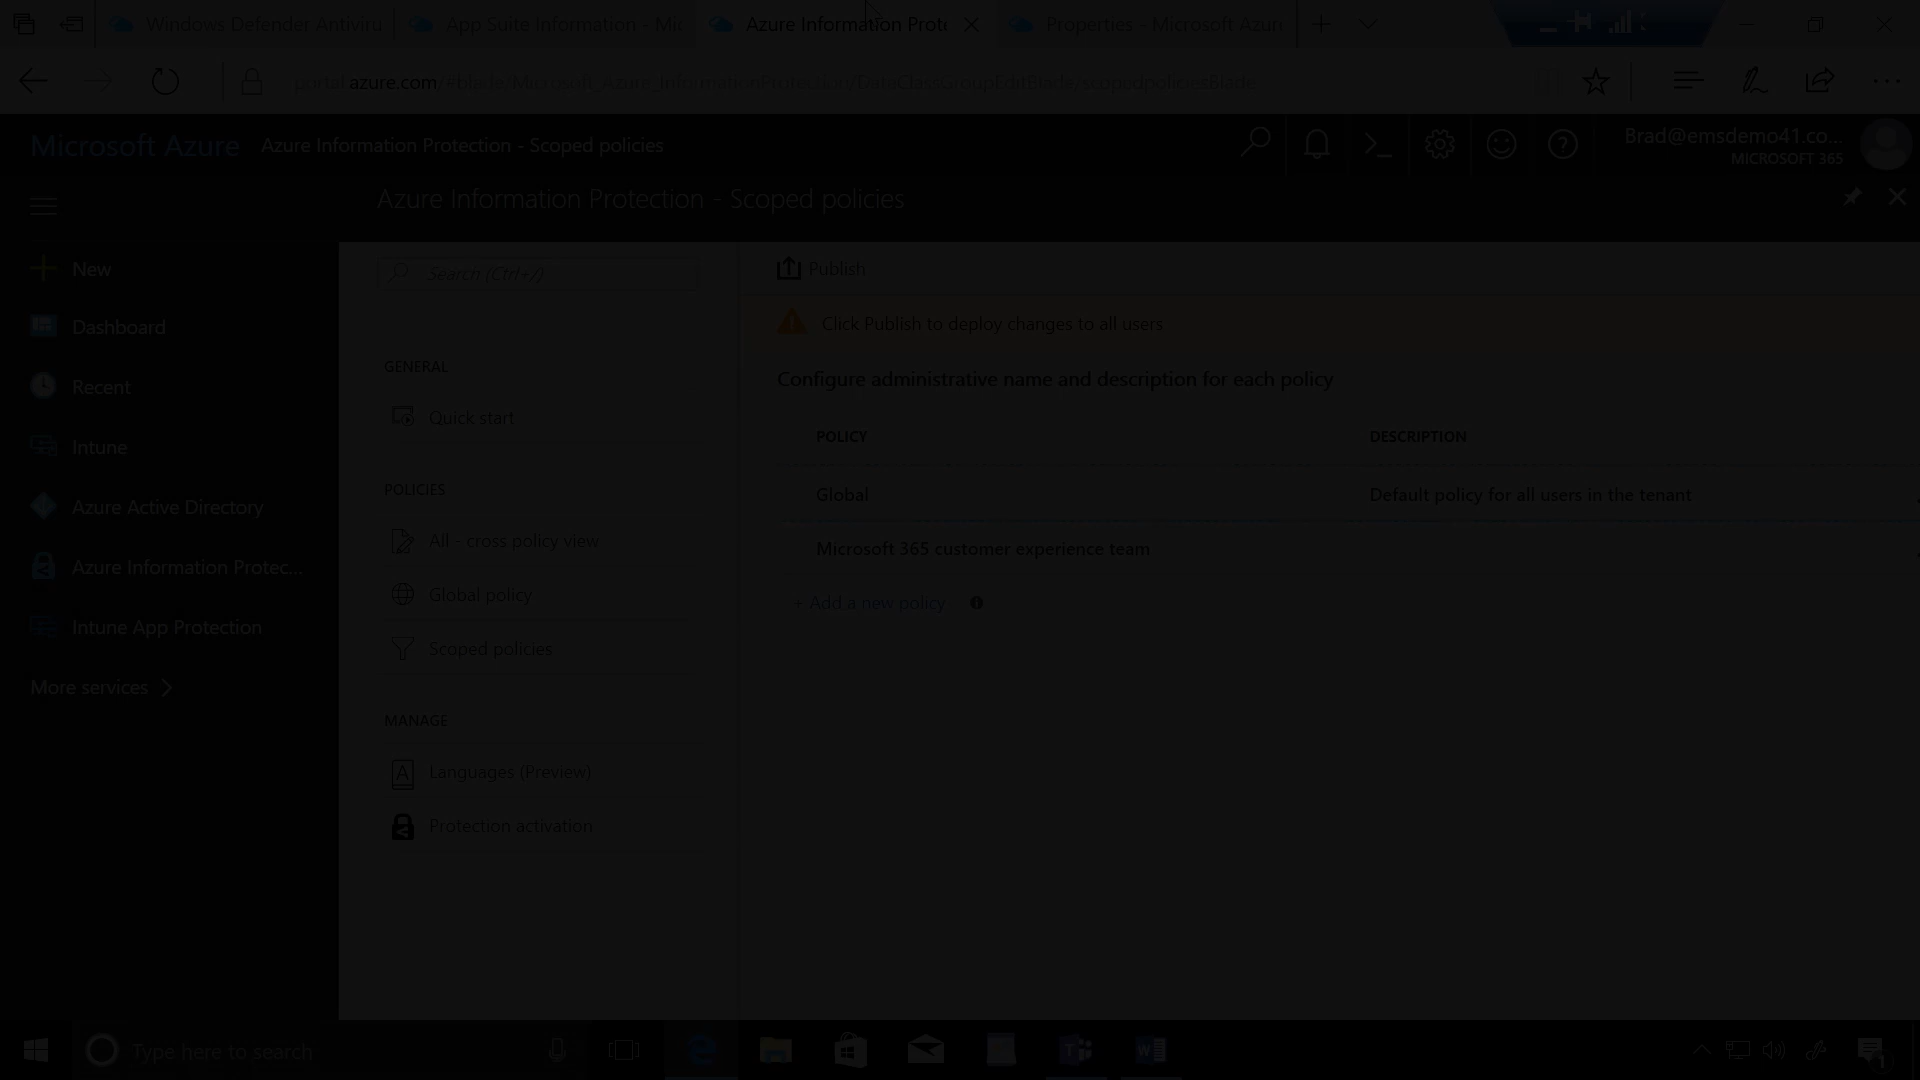 Windows Defender Antiviru
App Suite Information - Mic
Azure Information Prote
Properties - Microsoft Azur
portal.azure.com/#blade/Microsoft_Azure_InformationProtection/DataClassGroupEditBlade/scopedpoliciesBlade
Microsoft Azure
Azure Information Protection - Scoped policies
Brad@emsdemo41.co...
MICROSOFT 365
Azure Information Protection - Scoped policies
New
Dashboard
Recent
Intune
Azure Active Directory
Azure Information Protec...
Intune App Protection
More services
Search (Ctrl+/)
GENERAL
Quick start
POLICIES
All - cross policy view
Global policy
Scoped policies
MANAGE
Languages (Preview)
Protection activation
Publish
Click Publish to deploy changes to all users
Configure administrative name and description for each policy
POLICY
DESCRIPTION
Global
Default policy for all users in the tenant
Microsoft 365 customer experience team
+ Add a new policy
Type here to search